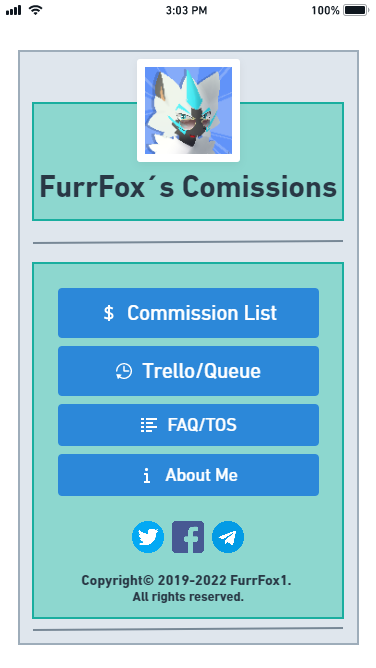 3:03 PM
100%
FurrFox´s Comissions
$ Commission List
Trello/Queue
FAQ/TOS
i About Me
Copyright© 2019-2022 FurrFox1.
All rights reserved.